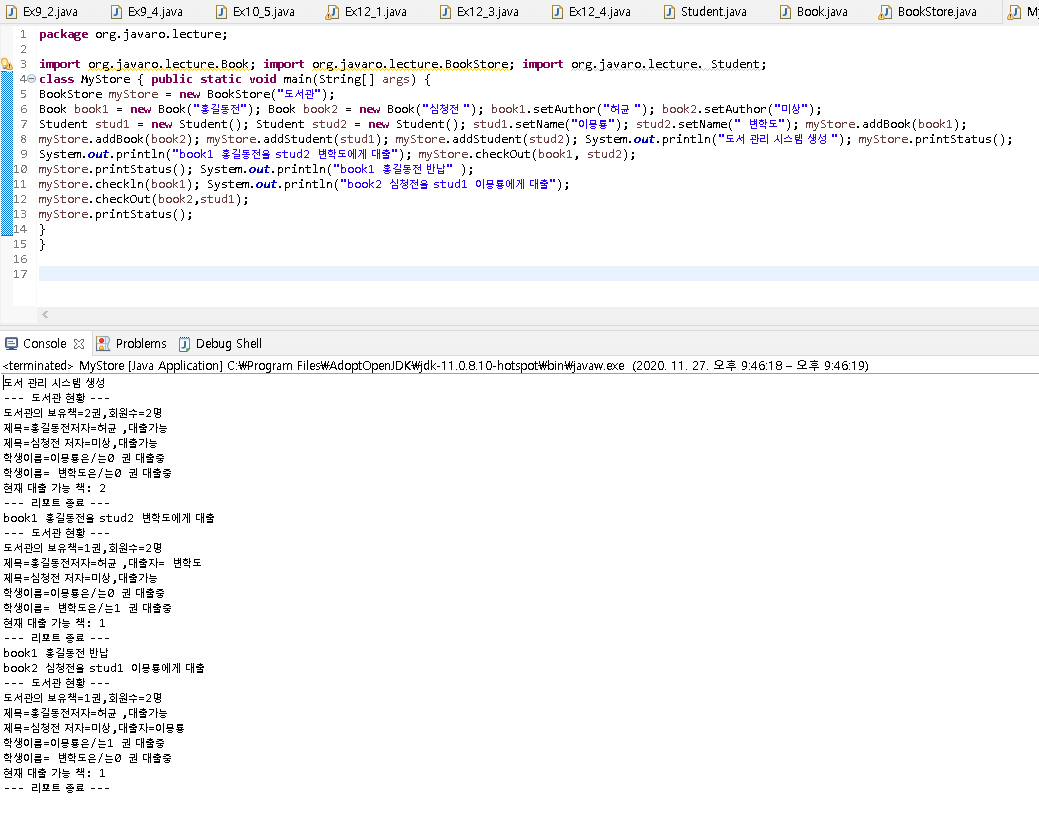 Ex9_2.java Ex9_4.java Ex10_5.java Ex12_1.java Ex12_3.java Ex12_4.java Student.java Book.java BookStore.java
1 package org.javaro.lecture;
2
3 import org.javaro.lecture.Book; import org.javaro.lecture.BookStore; import org.javaro.lecture. Student;
4 class MyStore { public static void main(String[] args) {
5 BookStore myStore = new BookStore("도서관");
6 Book book1 = new Book("홍길동전"); Book book2 = new Book("심청전 "); book1.setAuthor("허균 "); book2.setAuthor("미상");
7 Student stud1 = new Student(); Student stud2 = new Student(); stud1.setName("이몽룡"); stud2.setName(" 변학도"); myStore.addBook(book1);
8 myStore.addBook(book2); myStore.addStudent(stud1); myStore.addStudent(stud2); System.out.println("도서 관리 시스템 생성 "); myStore.printStatus();
9 System.out.println("book1 홍길동전을 stud2 변학도에게 대출"); myStore.checkOut(book1, stud2);
10 myStore.printStatus(); System.out.println("book1 홍길동전 반납" );
11 myStore.checkln(book1); System.out.println("book2 심청전을 stud1 이몽룡에게 대출");
12 myStore.checkOut(book2,stud1);
13 myStore.printStatus();
14 }
15 }
16
17
Console Problems Debug Shell
<terminated> MyStore [Java Application] C:₩Program Files₩AdoptOpenJDK₩jdk-11.0.8.10-hotspot₩bin₩javaw.exe (2020. 11. 27. 오후 9:46:18 – 오후 9:46:19)
도서 관리 시스템 생성
--- 도서관 현황 ---
도서관의 보유책=2권,회원수=2명
제목=홍길동전저자=허균 ,대출가능
제목=심청전 저자=미상,대출가능
학생이름=이몽룡은/는0 권 대출중
학생이름= 변학도은/는0 권 대출중
현재 대출 가능 책: 2
--- 리포트 종료 ---
book1 홍길동전을 stud2 변학도에게 대출
--- 도서관 현황 ---
도서관의 보유책=1권,회원수=2명
제목=홍길동전저자=허균 ,대출자= 변학도
제목=심청전 저자=미상,대출가능
학생이름=이몽룡은/는0 권 대출중
학생이름= 변학도은/는1 권 대출중
현재 대출 가능 책: 1
--- 리포트 종료 ---
book1 홍길동전 반납
book2 심청전을 stud1 이몽룡에게 대출
--- 도서관 현황 ---
도서관의 보유책=1권,회원수=2명
제목=홍길동전저자=허균 ,대출가능
제목=심청전 저자=미상,대출자=이몽룡
학생이름=이몽룡은/는1 권 대출중
학생이름= 변학도은/는0 권 대출중
현재 대출 가능 책: 1
--- 리포트 종료 ---